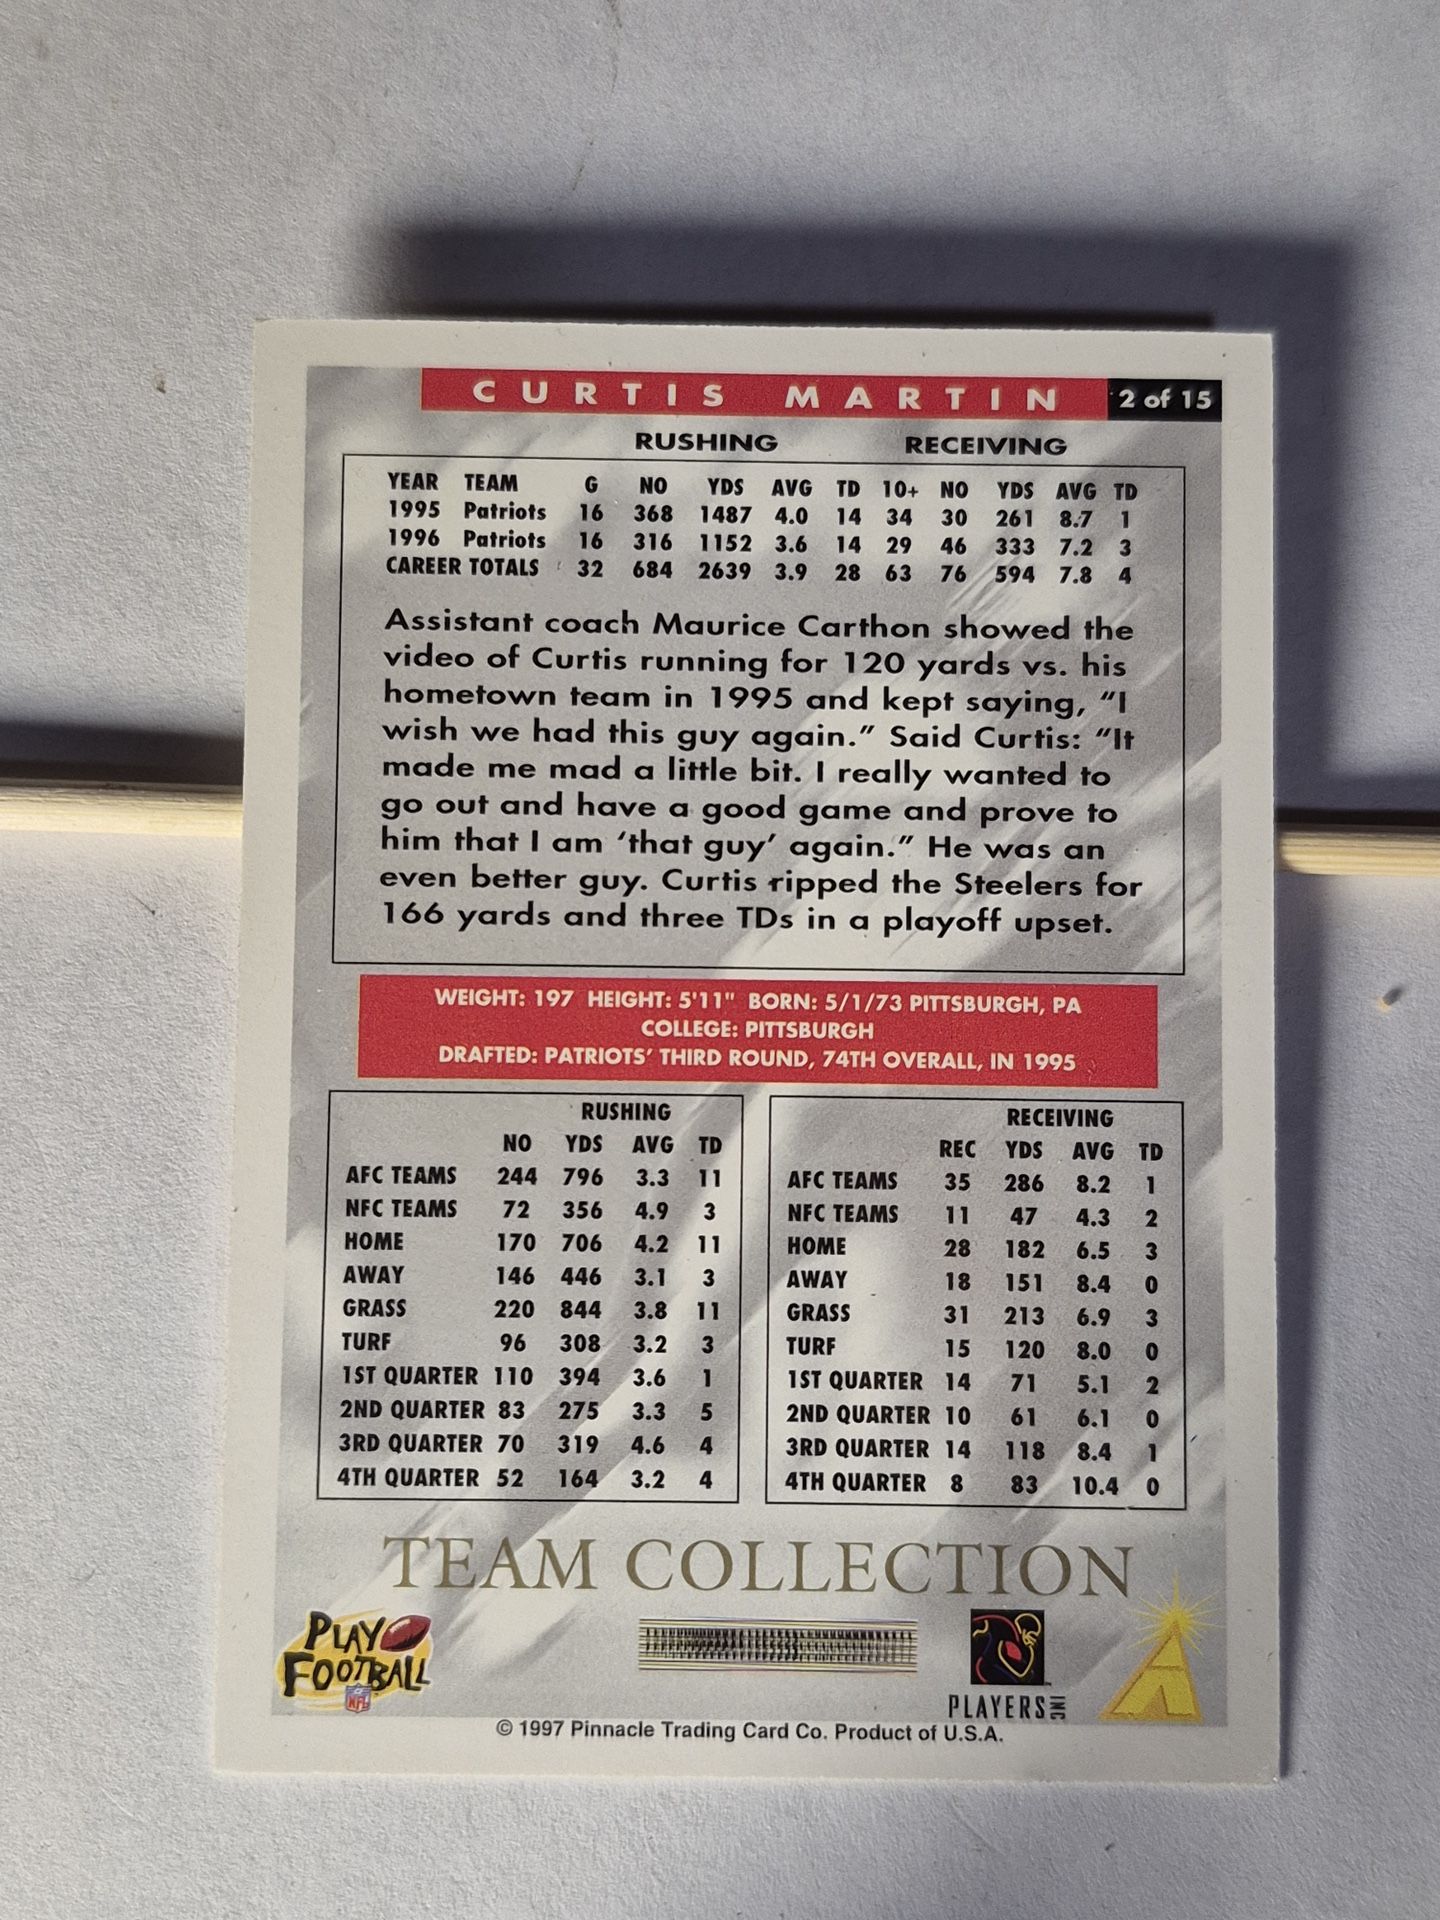 CURTIS MARTIN 2 of 15
RUSHING RECEIVING
YEAR TEAM G NO YDS AVG TD 10+ NO YDS AVG TD
1995 Patriots 16 368 1487 4.0 14 34 30 261 8.7 1
1996 Patriots 16 316 1152 3.6 14 29 46 333 7.2 3
CAREER TOTALS 32 684 2639 3.9 28 63 76 594 7.8 4
Assistant coach Maurice Carthon showed the
video of Curtis running for 120 yards vs. his
hometown team in 1995 and kept saying, "I
wish we had this guy again." Said Curtis: "It
made me mad a little bit. I really wanted to
go out and have a good game and prove to
him that I am 'that guy' again." He was an
even better guy. Curtis ripped the Steelers for
166 yards and three TDs in a playoff upset.
WEIGHT: 197 HEIGHT: 5'11" BORN: 5/1/73 PITTSBURGH, PA
COLLEGE: PITTSBURGH
DRAFTED: PATRIOTS' THIRD ROUND, 74TH OVERALL, IN 1995
RUSHING
NO YDS AVG TD
AFC TEAMS 244 796 3.3 11
NFC TEAMS 72 356 4.9 3
HOME 170 706 4.2 11
AWAY 146 446 3.1 3
GRASS 220 844 3.8 11
TURF 96 308 3.2 3
1ST QUARTER 110 394 3.6 1
2ND QUARTER 83 275 3.3 5
3RD QUARTER 70 319 4.6 4
4TH QUARTER 52 164 3.2 4
RECEIVING
REC YDS AVG TD
AFC TEAMS 35 286 8.2 1
NFC TEAMS 11 47 4.3 2
HOME 28 182 6.5 3
AWAY 18 151 8.4 0
GRASS 31 213 6.9 3
TURF 15 120 8.0 0
1ST QUARTER 14 71 5.1 2
2ND QUARTER 10 61 6.1 0
3RD QUARTER 14 118 8.4 1
4TH QUARTER 8 83 10.4 0
TEAM COLLECTION
PLAY
FOOTBALL
NFL
PLAYERS INC
© 1997 Pinnacle Trading Card Co. Product of U.S.A.